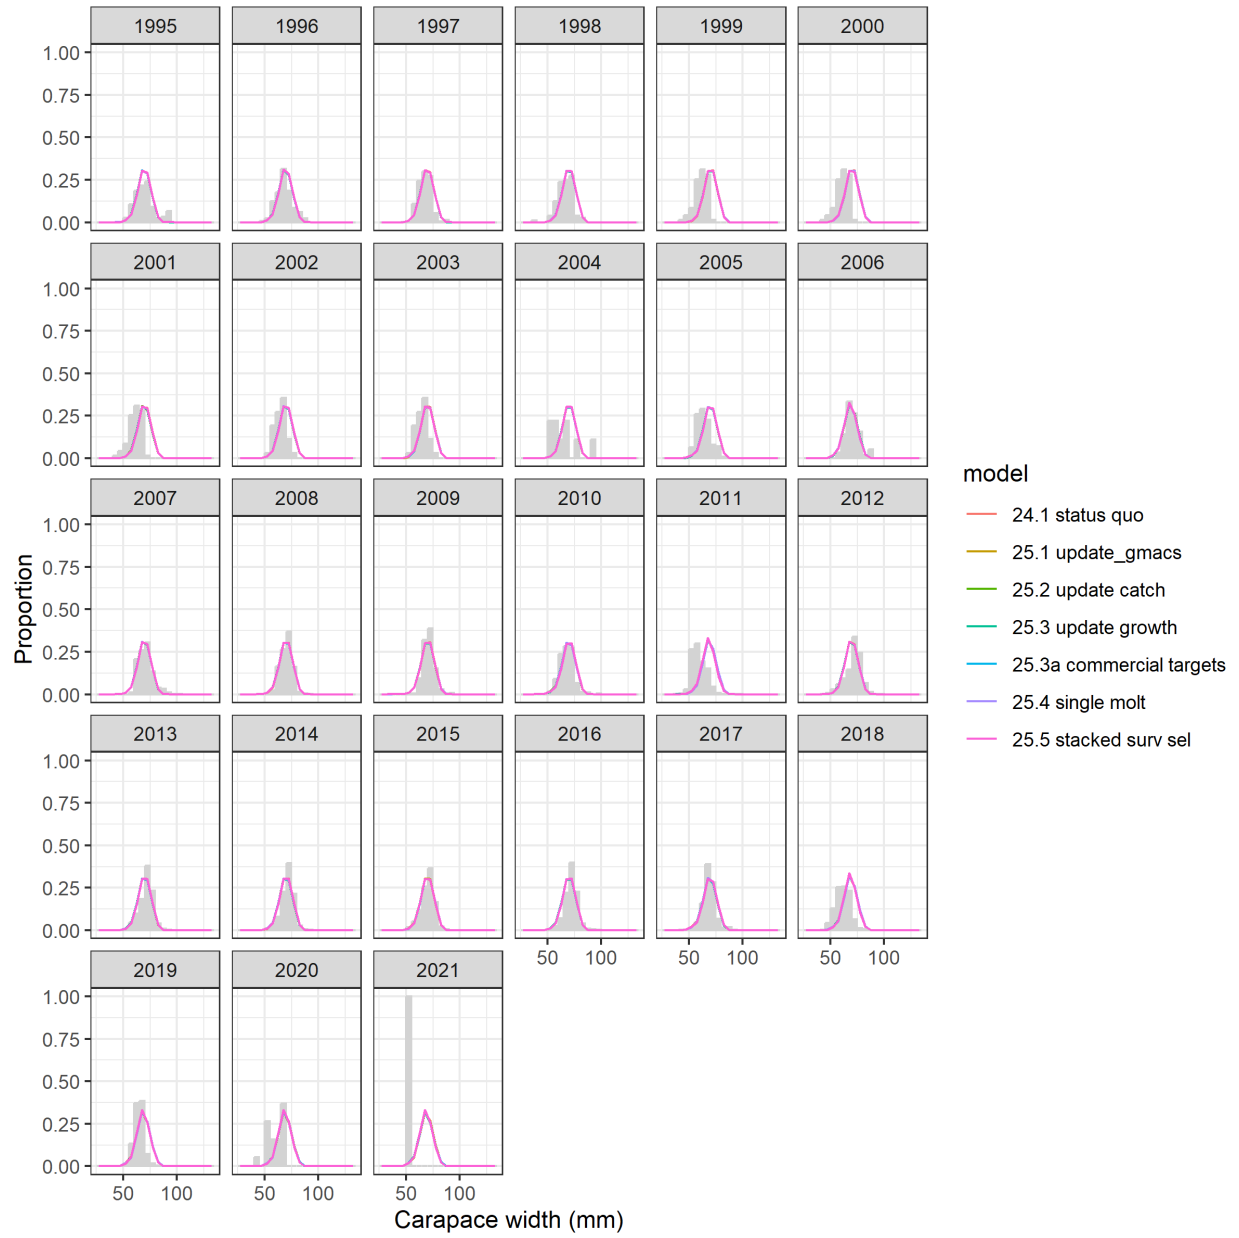 1995 1996 1997 1998 1999 2000
1.00
0.75
0.50
0.25
0.00
2001 2002 2003 2004 2005 2006
1.00
0.75
0.50
0.25
0.00
2007 2008 2009 2010 2011 2012
1.00
0.75
0.50
0.25
0.00
2013 2014 2015 2016 2017 2018
1.00
0.75
0.50
0.25
0.00
50 100 50 100 50 100
2019 2020 2021
1.00
0.75
0.50
0.25
0.00
50 100 50 100 50 100
Carapace width (mm)
Proportion
model
24.1 status quo
25.1 update_gmacs
25.2 update catch
25.3 update growth
25.3a commercial targets
25.4 single molt
25.5 stacked surv sel